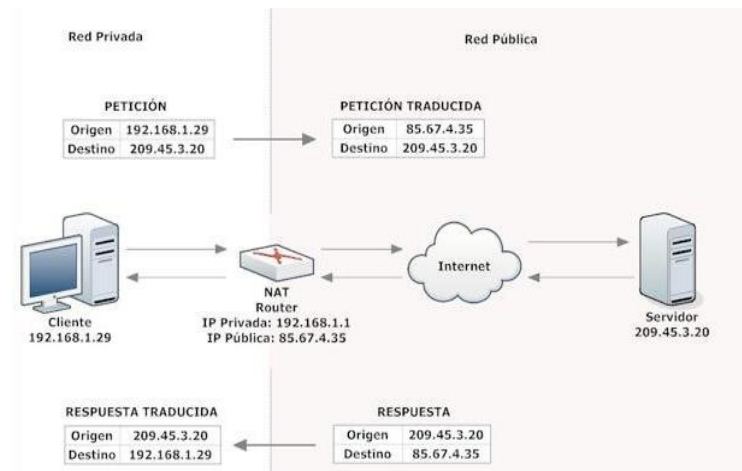 Red Privada
Red Pública
PETICIÓN
Origen 192.168.1.29
Destino 209.45.3.20
PETICIÓN TRADUCIDA
Origen 85.67.4.35
Destino 209.45.3.20
Cliente
192.168.1.29
NAT
Router
IP Privada: 192.168.1.1
IP Pública: 85.67.4.35
Internet
Servidor
209.45.3.20
RESPUESTA TRADUCIDA
Origen 209.45.3.20
Destino 192.168.1.29
RESPUESTA
Origen 209.45.3.20
Destino 85.67.4.35